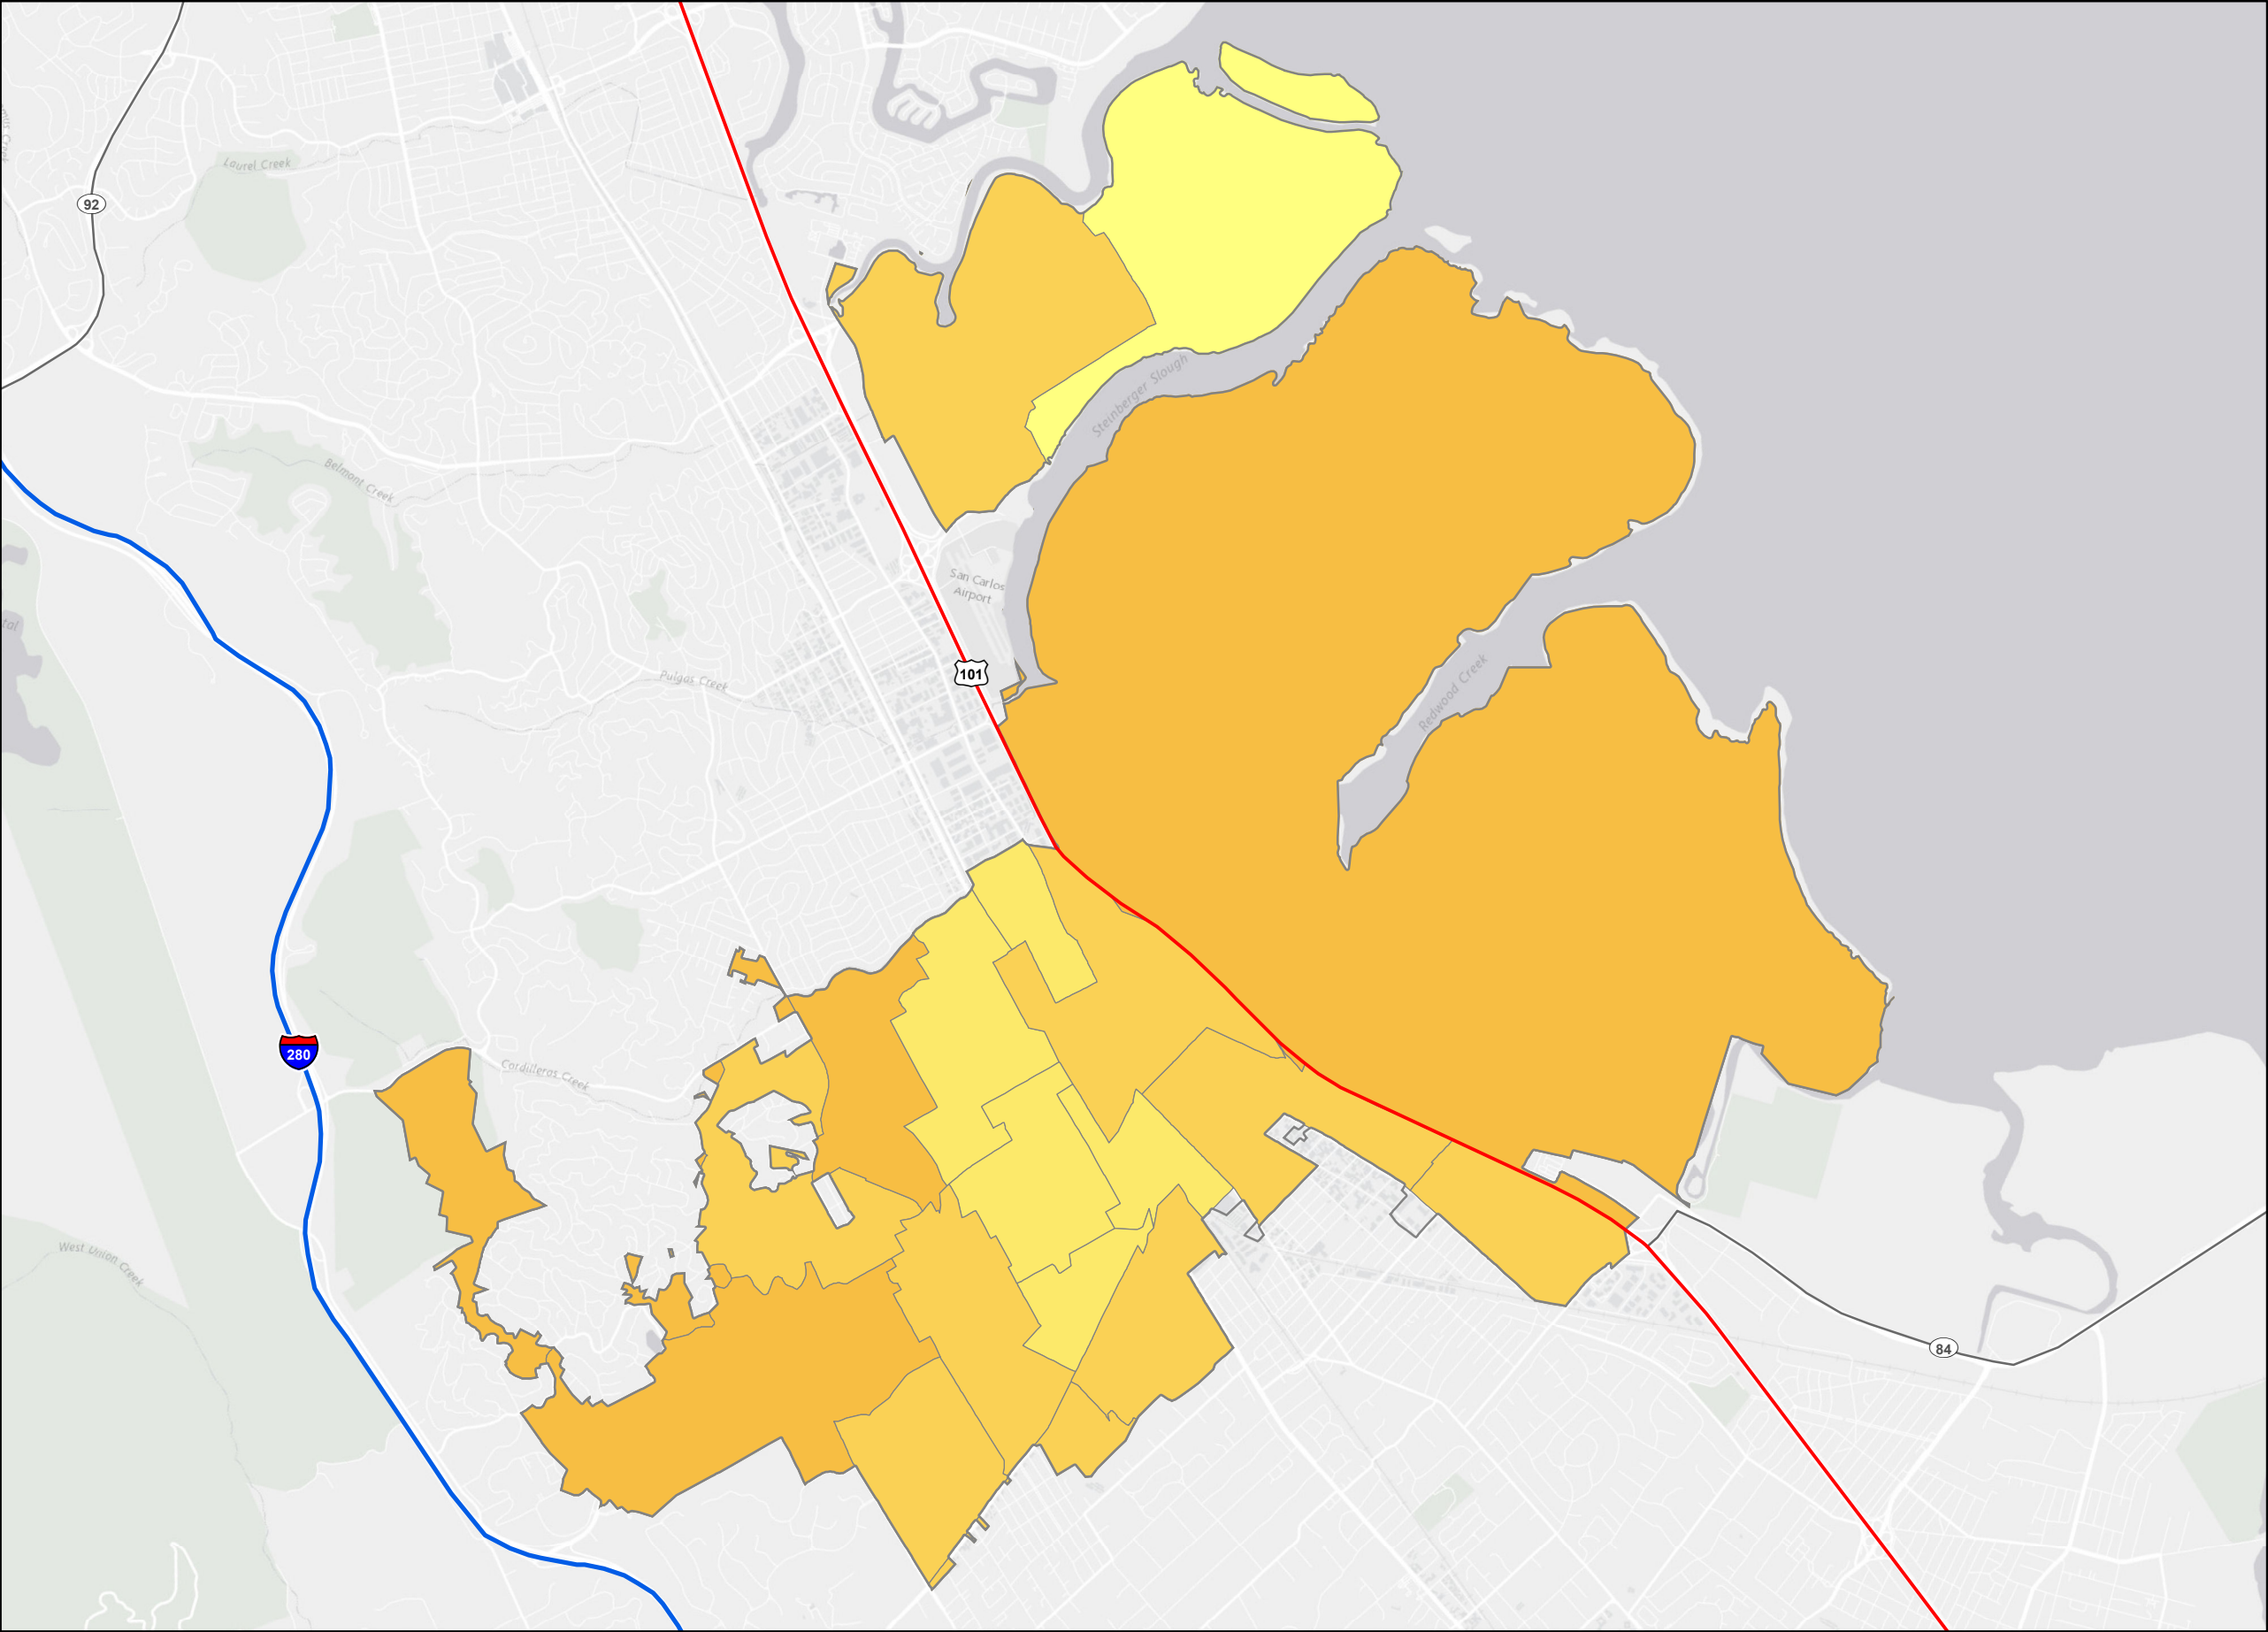 Laurel Creek
92
Belmont Creek
Steinberger Slough
San Carlos
Airport
Pulgas Creek
101
Redwood Creek
280
Cordilleras Creek
West Union Creek
84